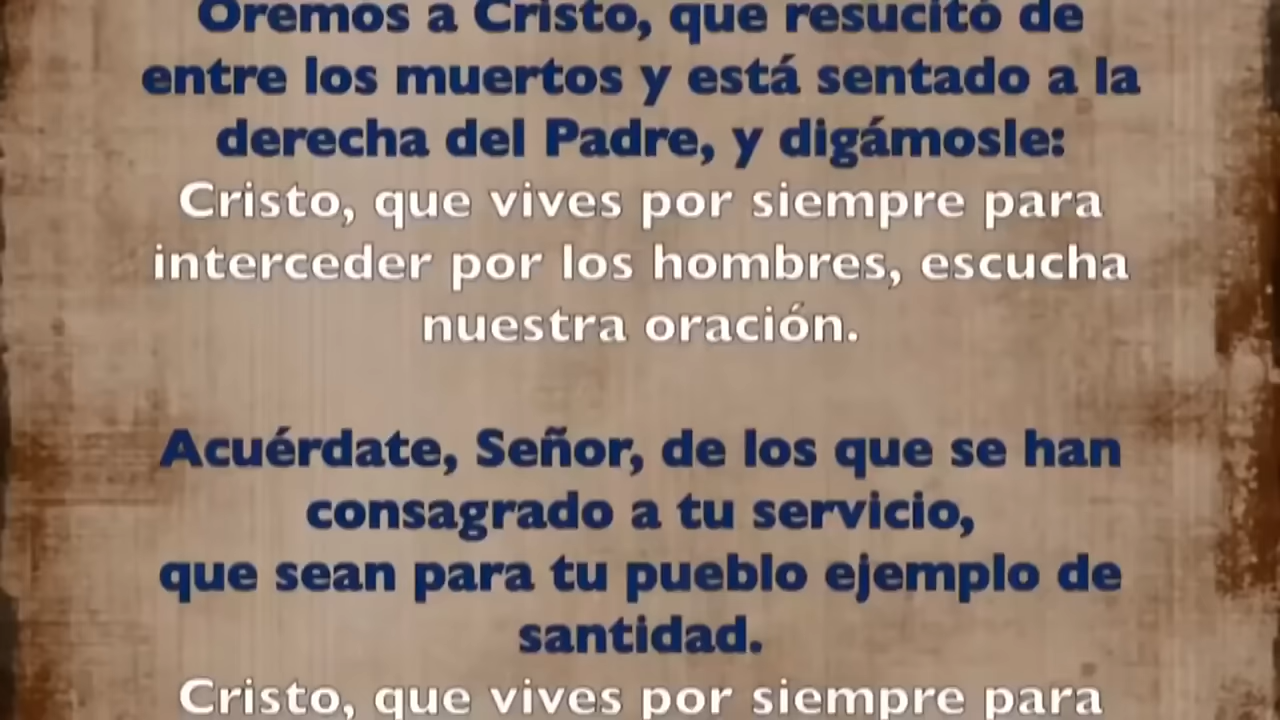 Oremos a Cristo, que resucitó de
entre los muertos y está sentado a la
derecha del Padre, y digámosle:
Cristo, que vives por siempre para
interceder por los hombres, escucha
nuestra oración.
Acuérdate, Señor, de los que se han
consagrado a tu servicio,
que sean para tu pueblo ejemplo de
santidad.
Cristo, que vives por siempre para